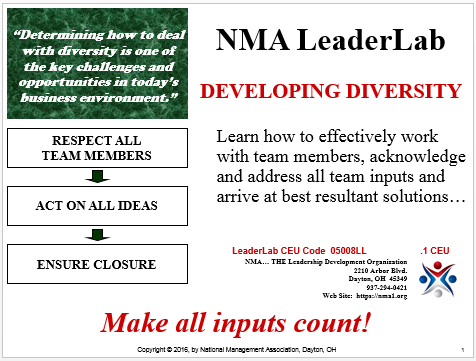 “Determining how to deal
with diversity is one of
the key challenges and
opportunities in today’s
business environment.”
RESPECT ALL
TEAM MEMBERS
ACT ON ALL IDEAS
ENSURE CLOSURE
NMA LeaderLab
DEVELOPING DIVERSITY
Learn how to effectively work
with team members, acknowledge
and address all team inputs and
arrive at best resultant solutions…
LeaderLab CEU Code 05008LL .1 CEU
NMA… THE Leadership Development Organization
2210 Arbor Blvd.
Dayton, OH 45349
937-294-0421
Web Site: https://nma1.org
Make all inputs count!
Copyright © 2016, by National Management Association, Dayton, OH
1